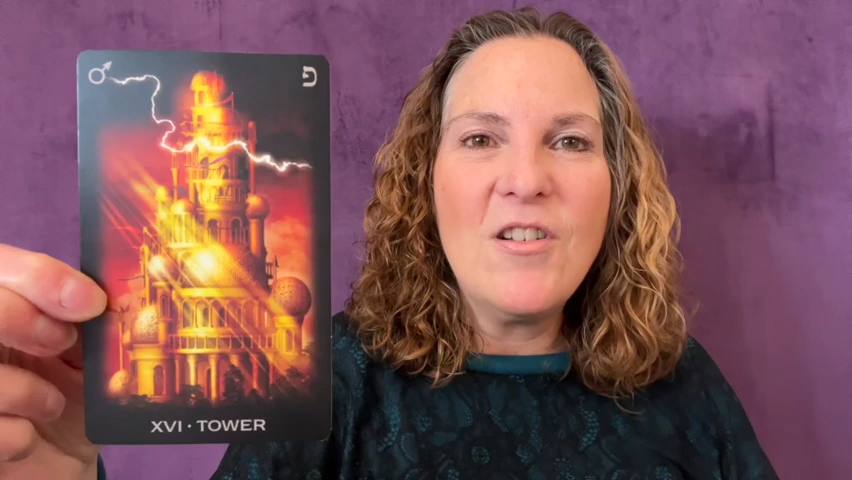 ♂ פ
XVI · TOWER